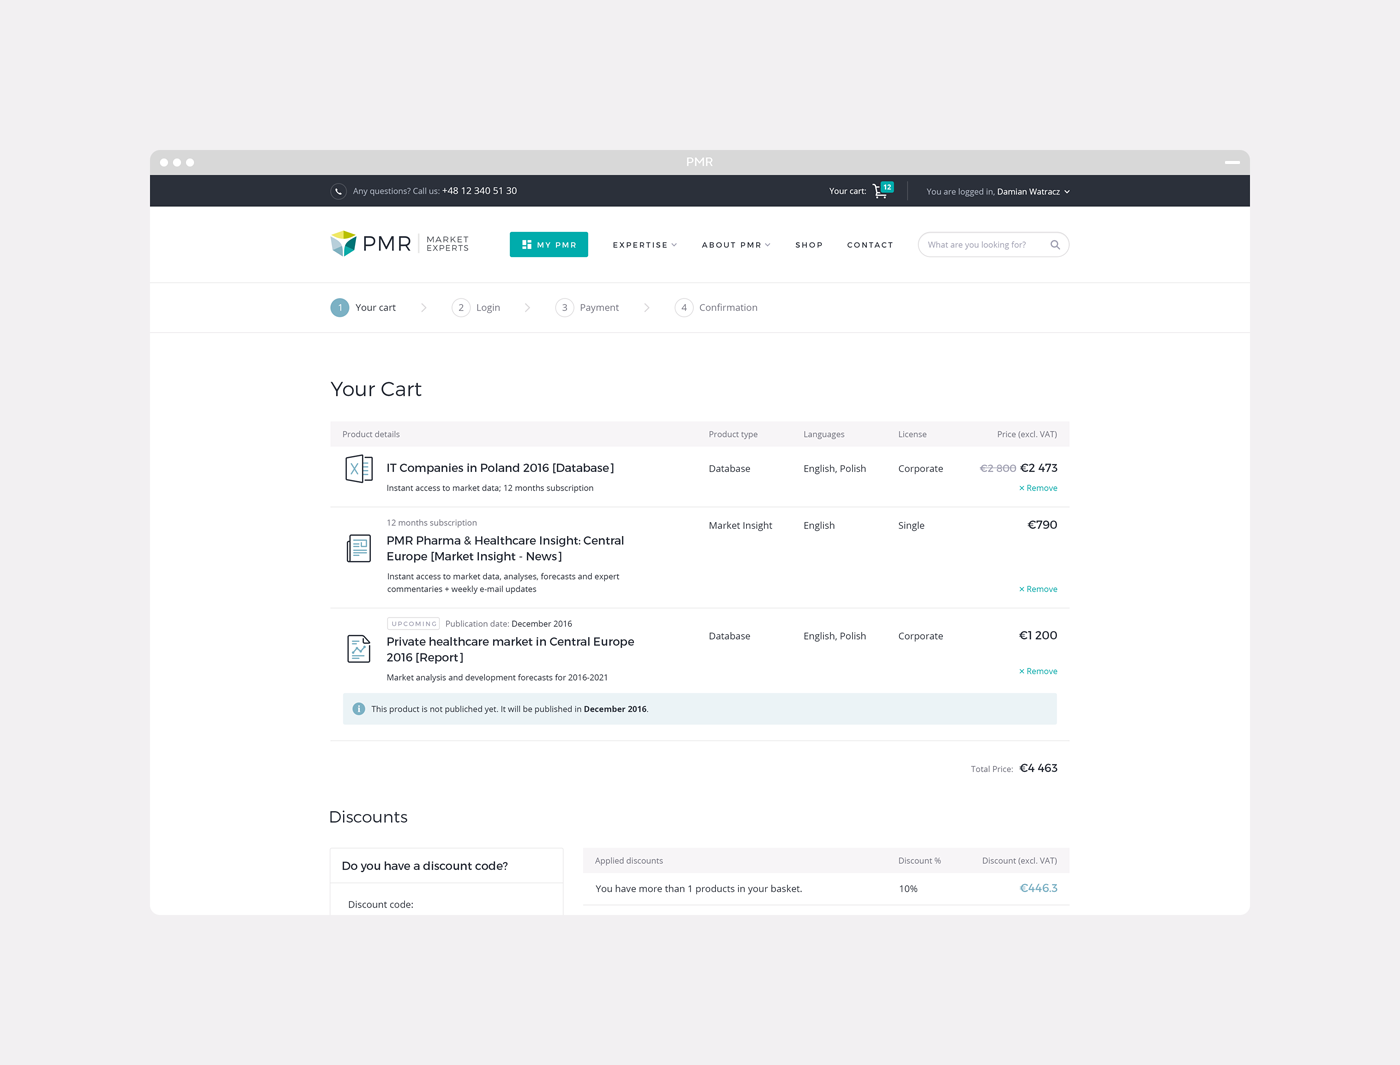 PMR
Any questions? Call us: +48 12 340 51 30
Your cart: 12
You are logged in, Damian Watracz
PMR MARKET EXPERTS
MY PMR
EXPERTISE
ABOUT PMR
SHOP
CONTACT
What are you looking for?
1 Your cart
2 Login
3 Payment
4 Confirmation
Your Cart
Product details Product type Languages License Price (excl. VAT)
IT Companies in Poland 2016 [Database] Database English, Polish Corporate €2 800 €2 473
Instant access to market data; 12 months subscription × Remove
12 months subscription
Market Insight English Single €790
PMR Pharma & Healthcare Insight: Central
Europe [Market Insight - News]
Instant access to market data, analyses, forecasts and expert
commentaries + weekly e-mail updates × Remove
UPCOMING Publication date: December 2016
Private healthcare market in Central Europe Database English, Polish Corporate €1 200
2016 [Report]
× Remove
Market analysis and development forecasts for 2016-2021
i This product is not publiched yet. It will be published in December 2016.
Total Price: €4 463
Discounts
Do you have a discount code?
Discount code:
Applied discounts Discount % Discount (excl. VAT)
You have more than 1 products in your basket. 10% €446.3